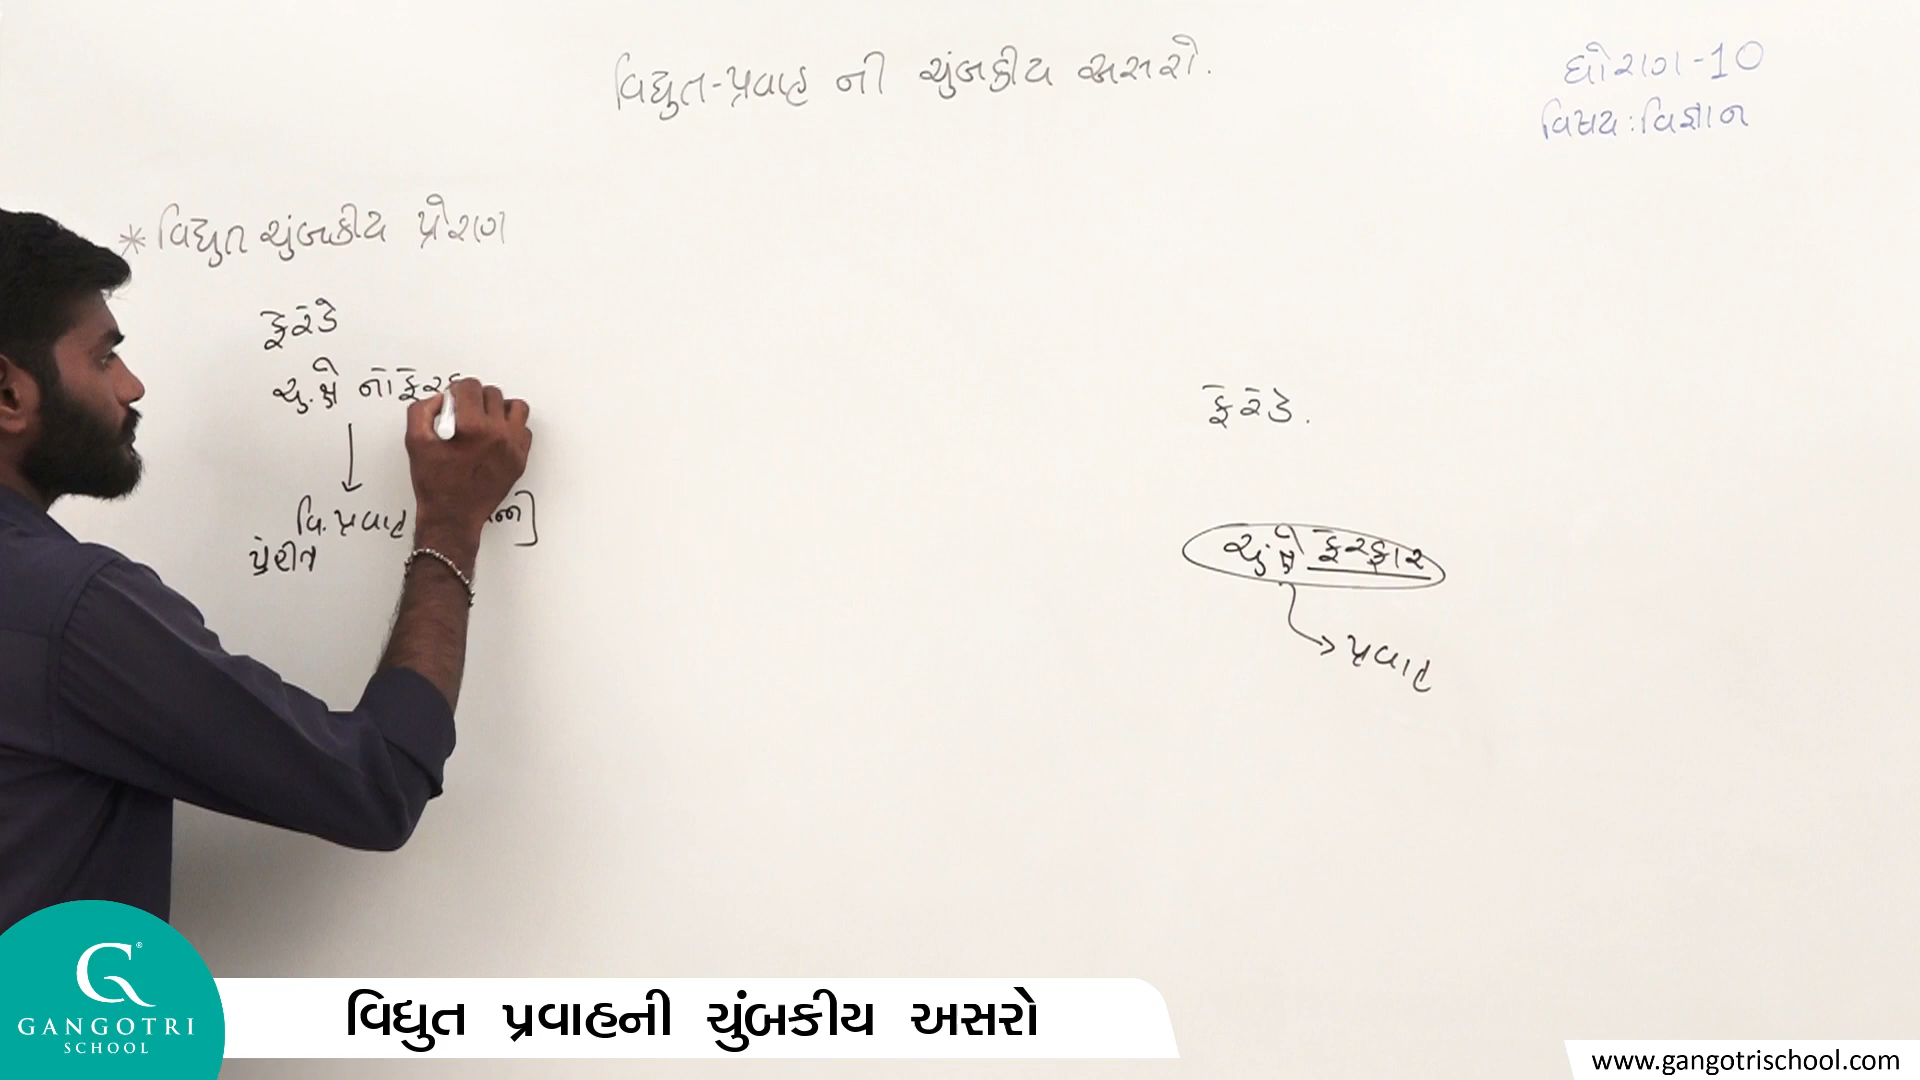 વિદ્યુત-પ્રવાહ ની ચુંબકીય અસરો.
ધોરણ-10
વિષય:વિજ્ઞાન
* વિદ્યુત ચુંબકીય પ્રેરણ
ફેરેડે
ચુ.ક્ષે નો
વિ.પ્રવાહ
પ્રેરીત
ફેરેડે.
ચું.ક્ષે ફેરફાર
પ્રવાહ
GANGOTRI
SCHOOL
વિદ્યુત પ્રવાહની ચુંબકીય અસરો
www.gangotrischool.com